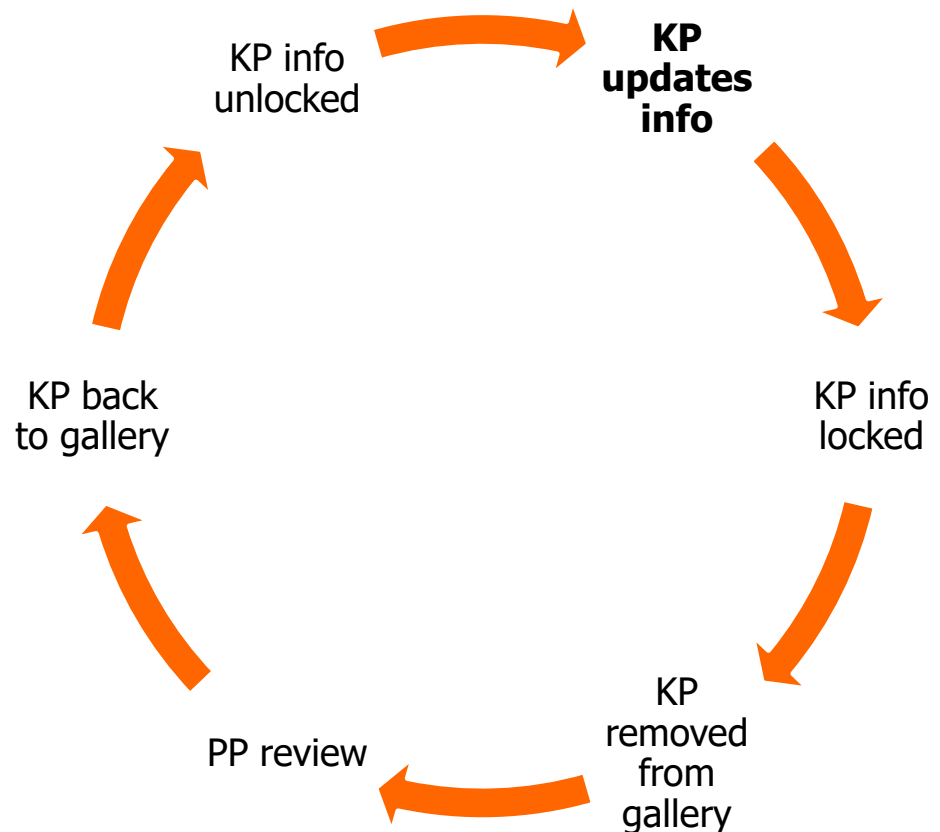 KP info
unlocked
KP
updates
info
KP info
locked
KP
removed
from
gallery
PP review
KP back
to gallery